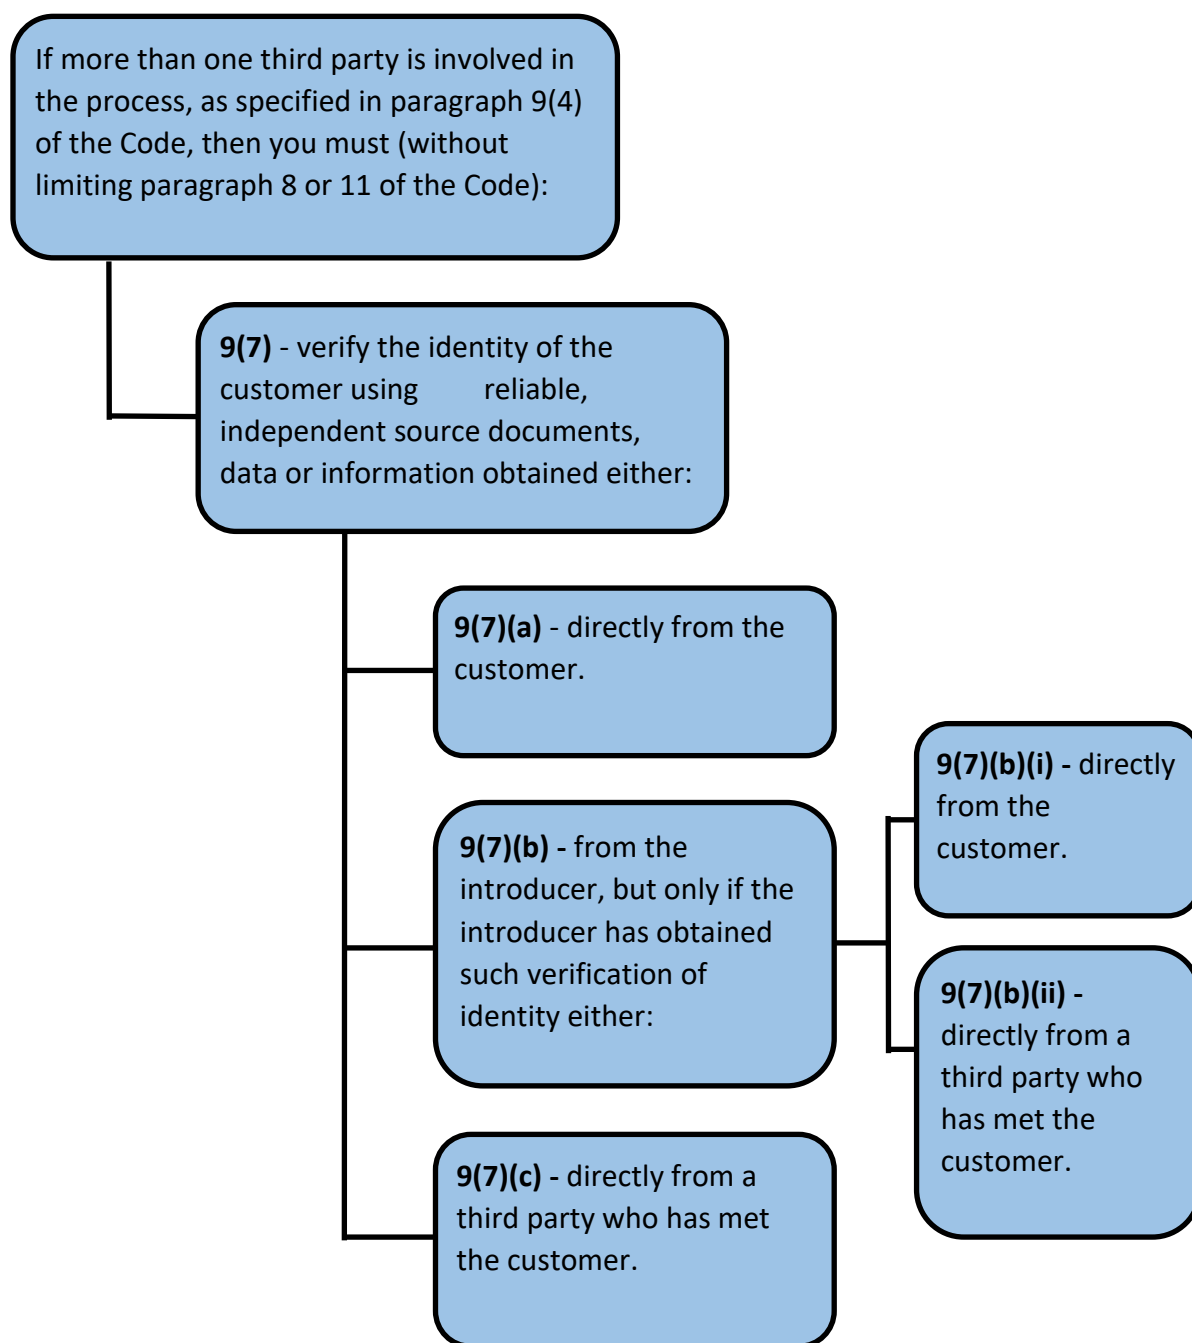 If more than one third party is involved in
the process, as specified in paragraph 9(4)
of the Code, then you must (without
limiting paragraph 8 or 11 of the Code):
9(7) - verify the identity of the
customer using reliable,
independent source documents,
data or information obtained either:
9(7)(a) - directly from the
customer.
9(7)(b) - from the
introducer, but only if the
introducer has obtained
such verification of
identity either:
9(7)(b)(i) - directly
from the
customer.
9(7)(b)(ii) -
directly from a
third party who
has met the
customer.
9(7)(c) - directly from a
third party who has met
the customer.